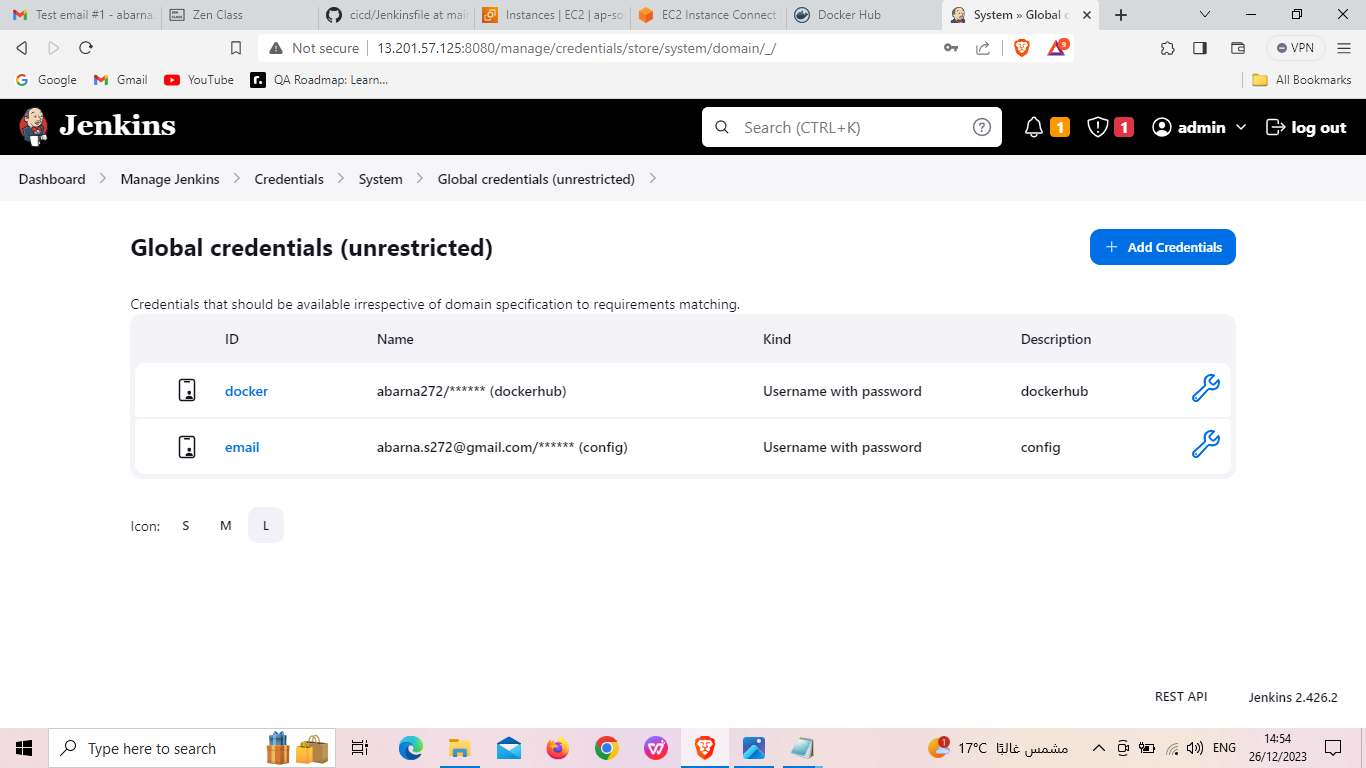 Test email #1 - abarna.
Zen Class
cicd/Jenkinsfile at main
Instances | EC2 | ap-so
EC2 Instance Connect
Docker Hub
System » Global c
Not secure
13.201.57.125:8080/manage/credentials/store/system/domain/_/
9
VPN
Google
Gmail
YouTube
r.
QA Roadmap: Learn...
All Bookmarks
Jenkins
Search (CTRL+K)
?
1
1
admin
log out
Dashboard
Manage Jenkins
Credentials
System
Global credentials (unrestricted)
Global credentials (unrestricted)
+ Add Credentials
Credentials that should be available irrespective of domain specification to requirements matching.
ID Name Kind Description
docker abarna272/****** (dockerhub) Username with password dockerhub
email abarna.s272@gmail.com/****** (config) Username with password config
Icon: S M L
REST API
Jenkins 2.426.2
Type here to search
1
17°C مشمس غالبًا
ENG
14:54
26/12/2023